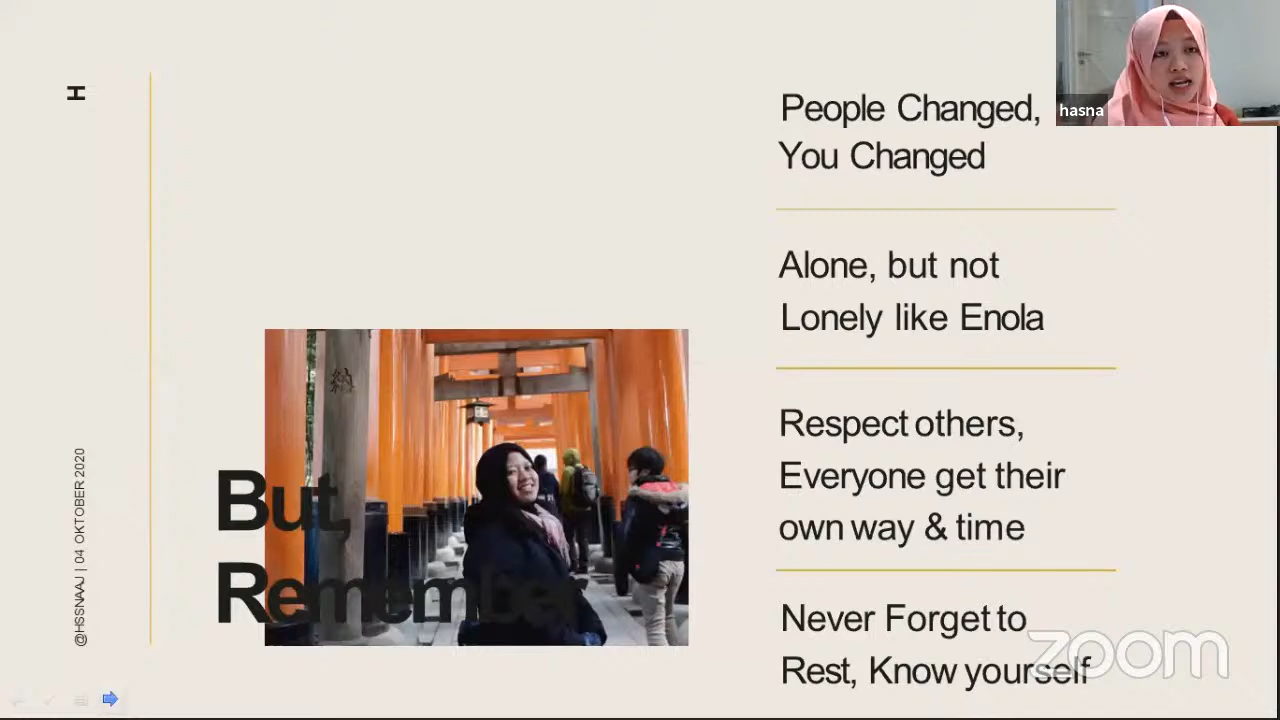 H
@HSSNAAJ | 04 OKTOBER 2020
納
But,
Remember
People Changed,
You Changed
Alone, but not
Lonely like Enola
Respect others,
Everyone get their
own way & time
Never Forget to
Rest, Know yourself
hasna
zoom